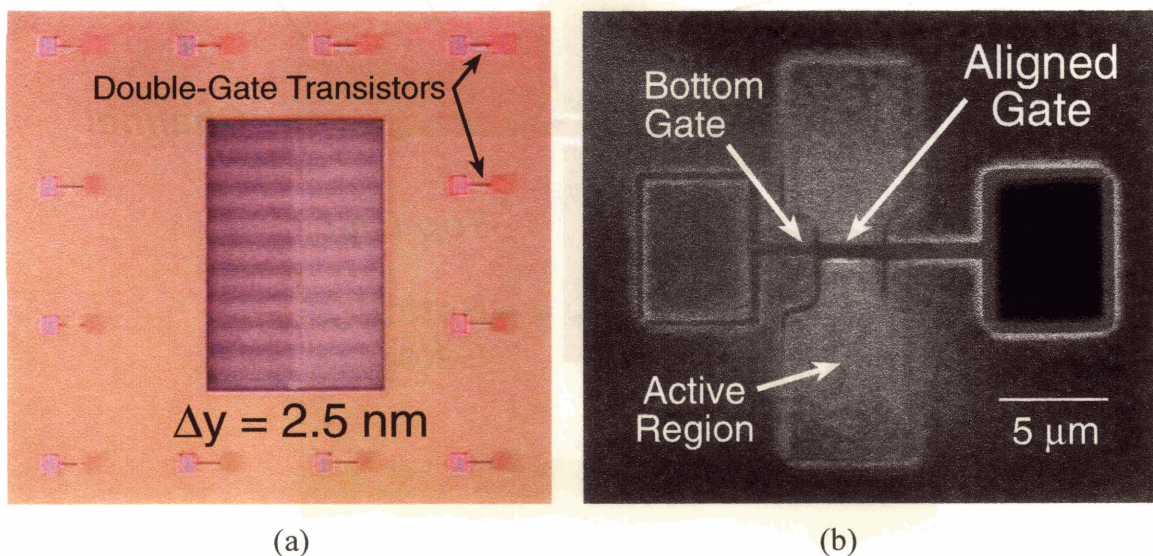 Double-Gate Transistors
Δy = 2.5 nm
(a)
Bottom
Gate
Aligned
Gate
Active
Region
5 μm
(b)